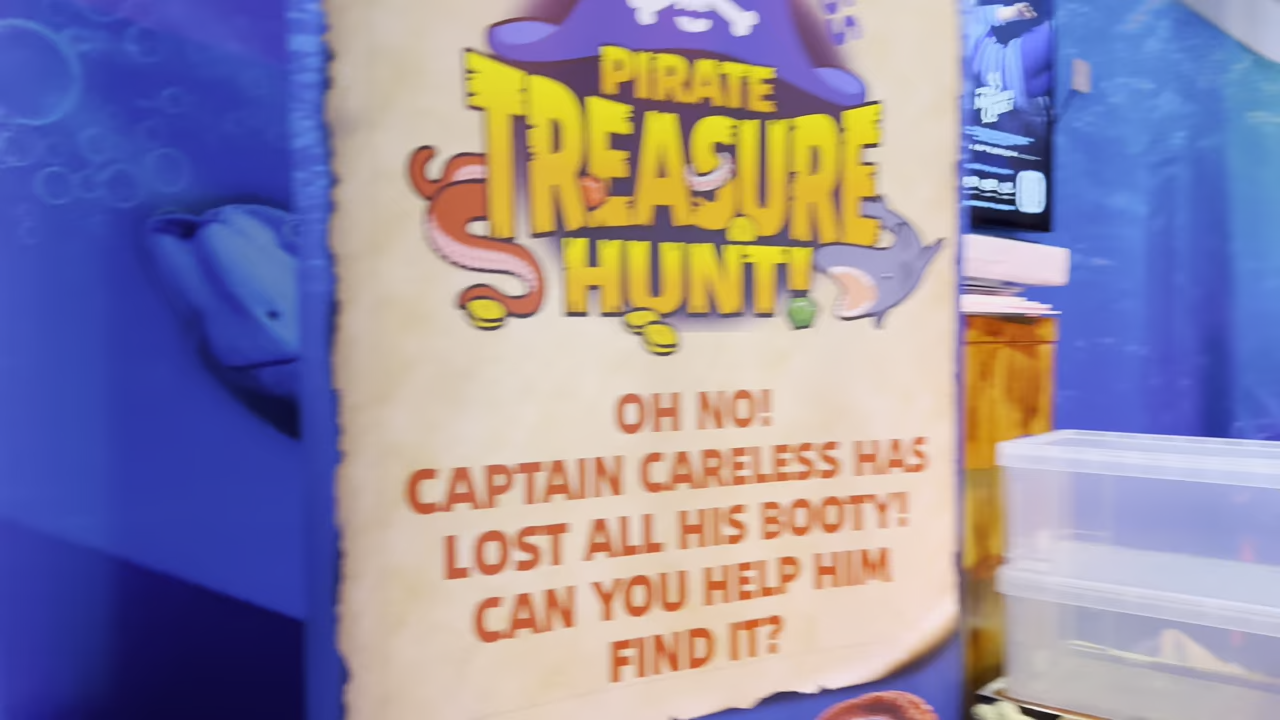 PIRATE
TREASURE
HUNT!
OH NO!
CAPTAIN CARELESS HAS
LOST ALL HIS BOOTY!
CAN YOU HELP HIM
FIND IT?